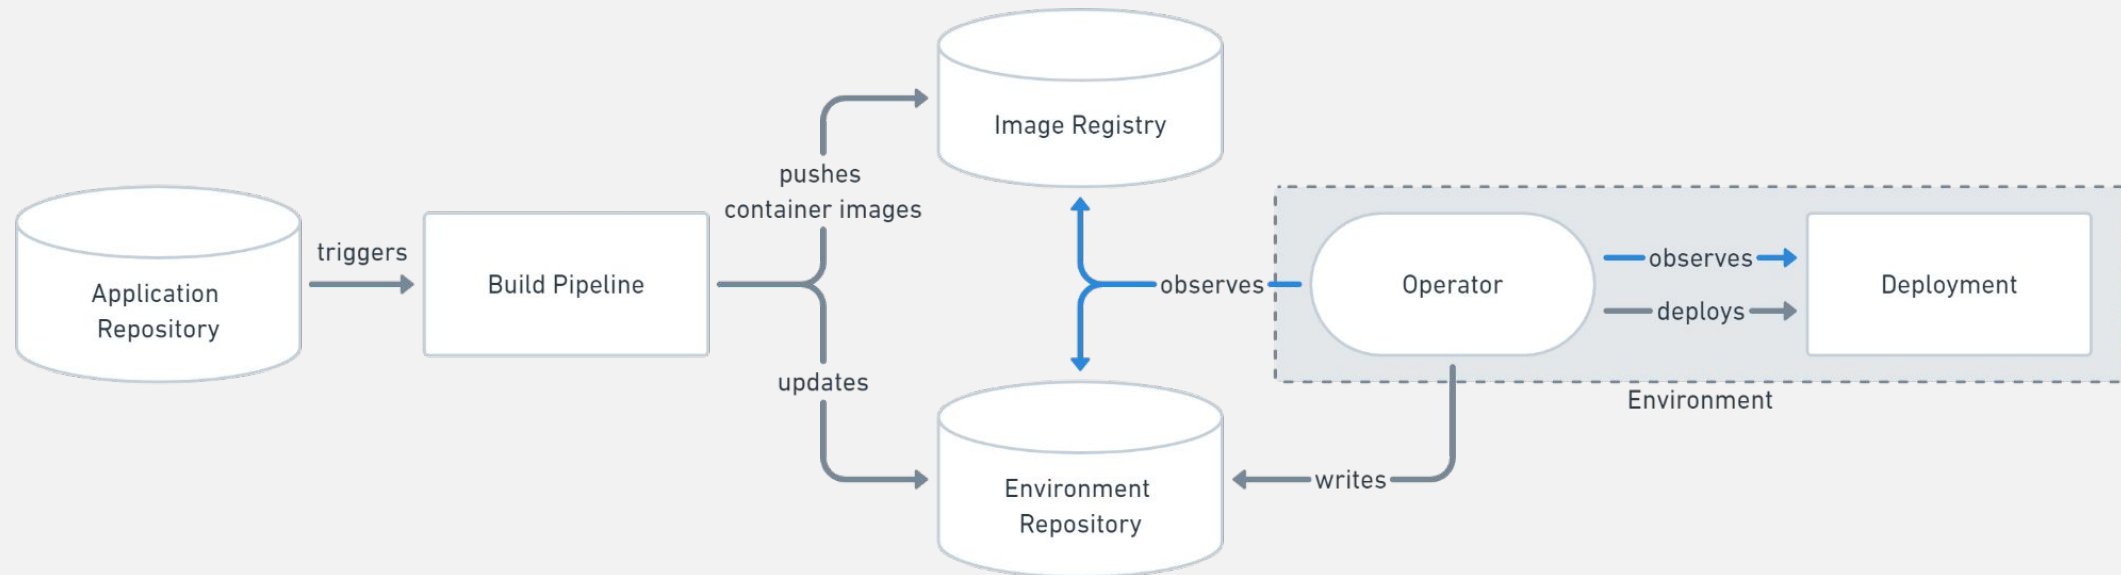 Application
Repository
triggers
Build Pipeline
pushes
container images
updates
Image Registry
Environment
Repository
observes
Operator
observes
deploys
Deployment
Environment
writes